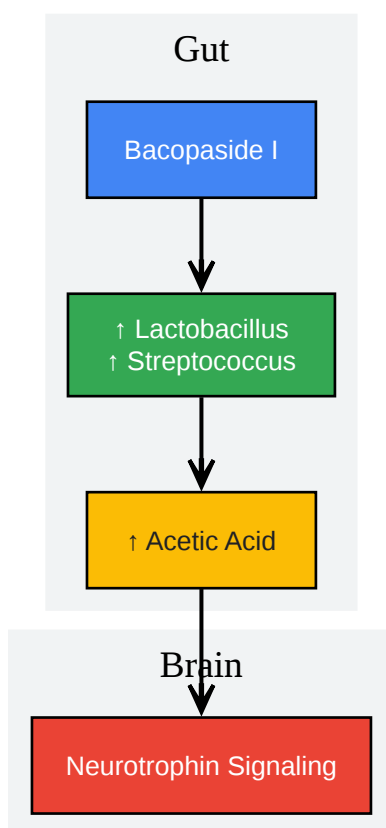 Gut
Bacopaside I
↑ Lactobacillus
↑ Streptococcus
↑ Acetic Acid
Brain
Neurotrophin Signaling